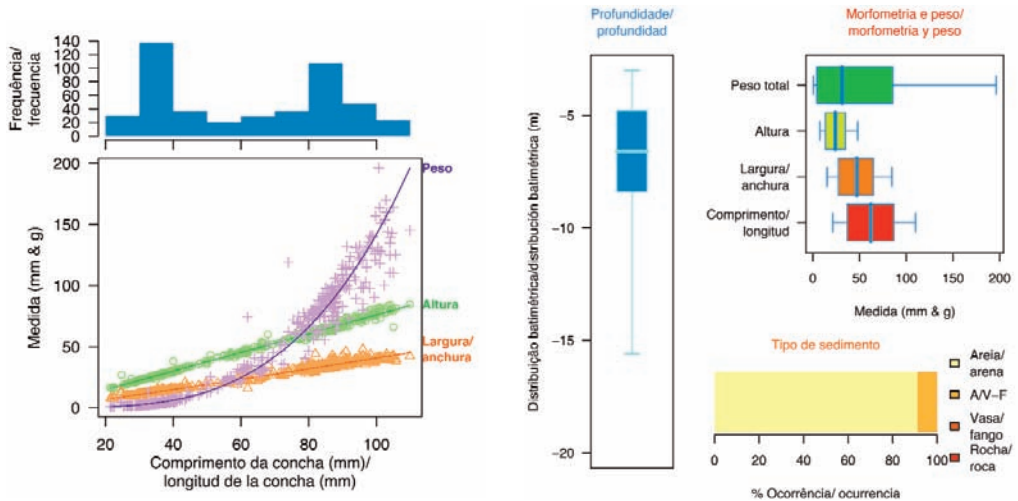 Frequência/
frecuencia
140
120
100
80
60
40
20
0
Medida (mm & g)
200
150
100
50
0
Peso
Altura
Largura/
anchura
20 40 60 80 100
Comprimento da concha (mm)/
longitud de la concha (mm)
Profundidade/
profundidad
Distribuição batimétrica/distribución batimétrica (m)
−5
−10
−15
−20
Morfometria e peso/
morfometria y peso
Peso total
Altura
Largura/
anchura
Comprimento/
longitud
0 50 100 150 200
Medida (mm & g)
Tipo de sedimento
Areia/
arena
A/V−F
Vasa/
fango
Rocha/
roca
0 20 40 60 80 100
% Ocorrência/ ocurrencia